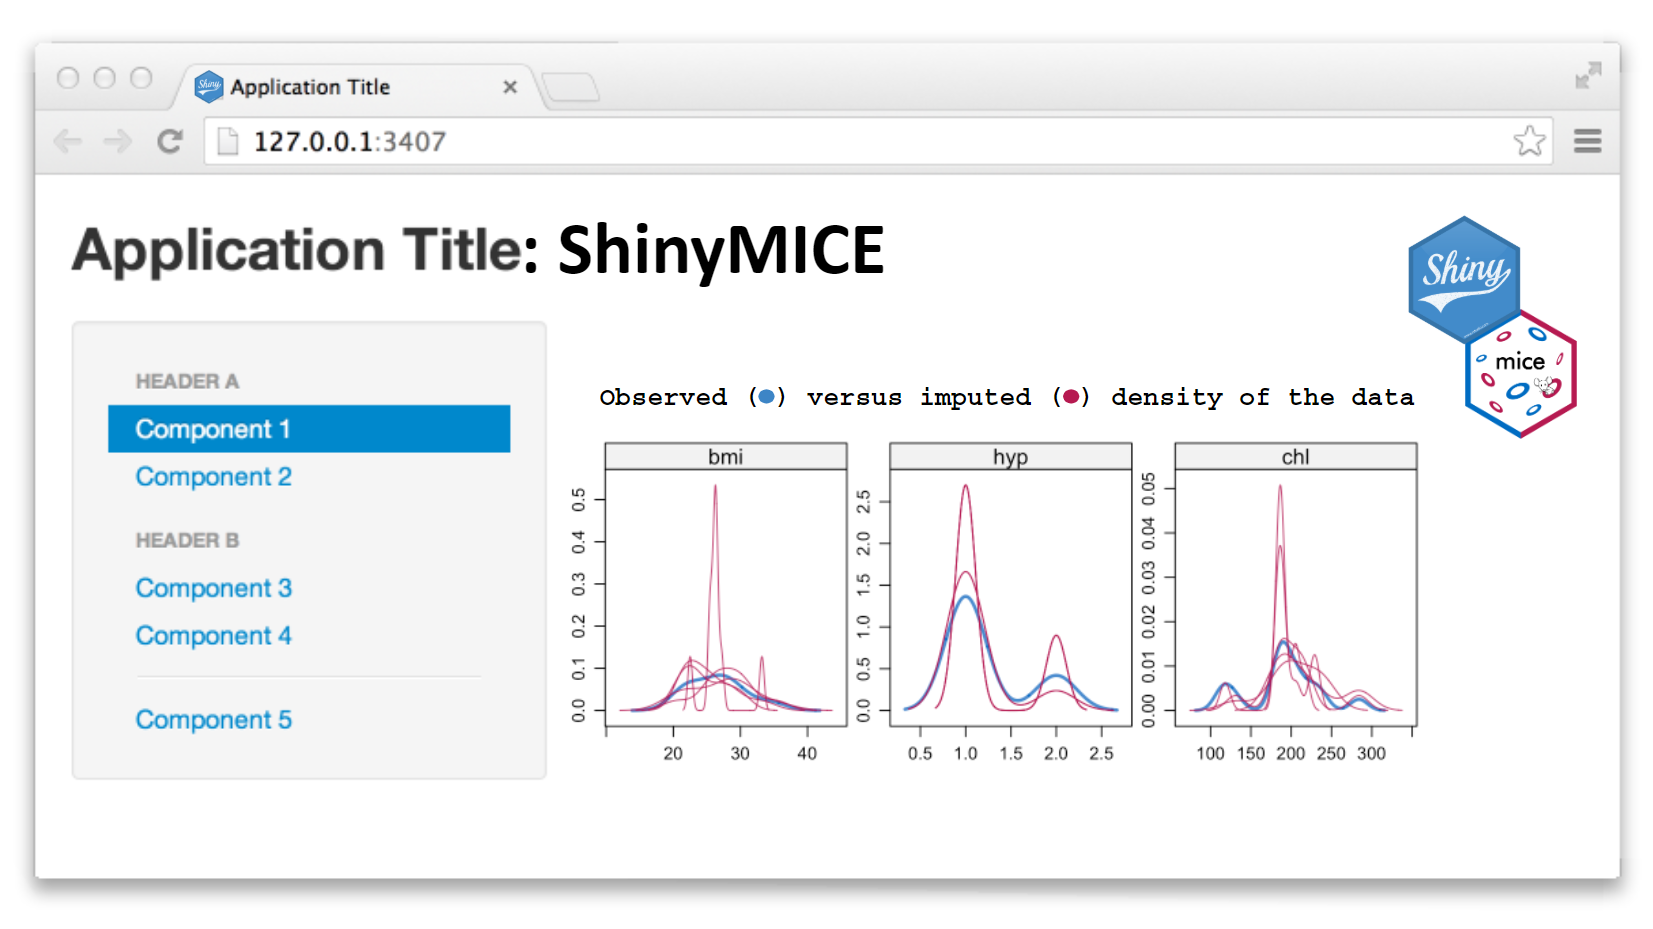 Shiny Application Title
127.0.0.1:3407
Application Title: ShinyMICE
Shiny
mice
HEADER A
Component 1
Component 2
HEADER B
Component 3
Component 4
Component 5
Observed (●) versus imputed (●) density of the data
bmi
0.5
0.4
0.3
0.2
0.1
0.0
20 30 40
hyp
2.5
2.0
1.5
1.0
0.5
0.0
0.5 1.0 1.5 2.0 2.5
chl
0.05
0.04
0.03
0.02
0.01
0.00
100 150 200 250 300